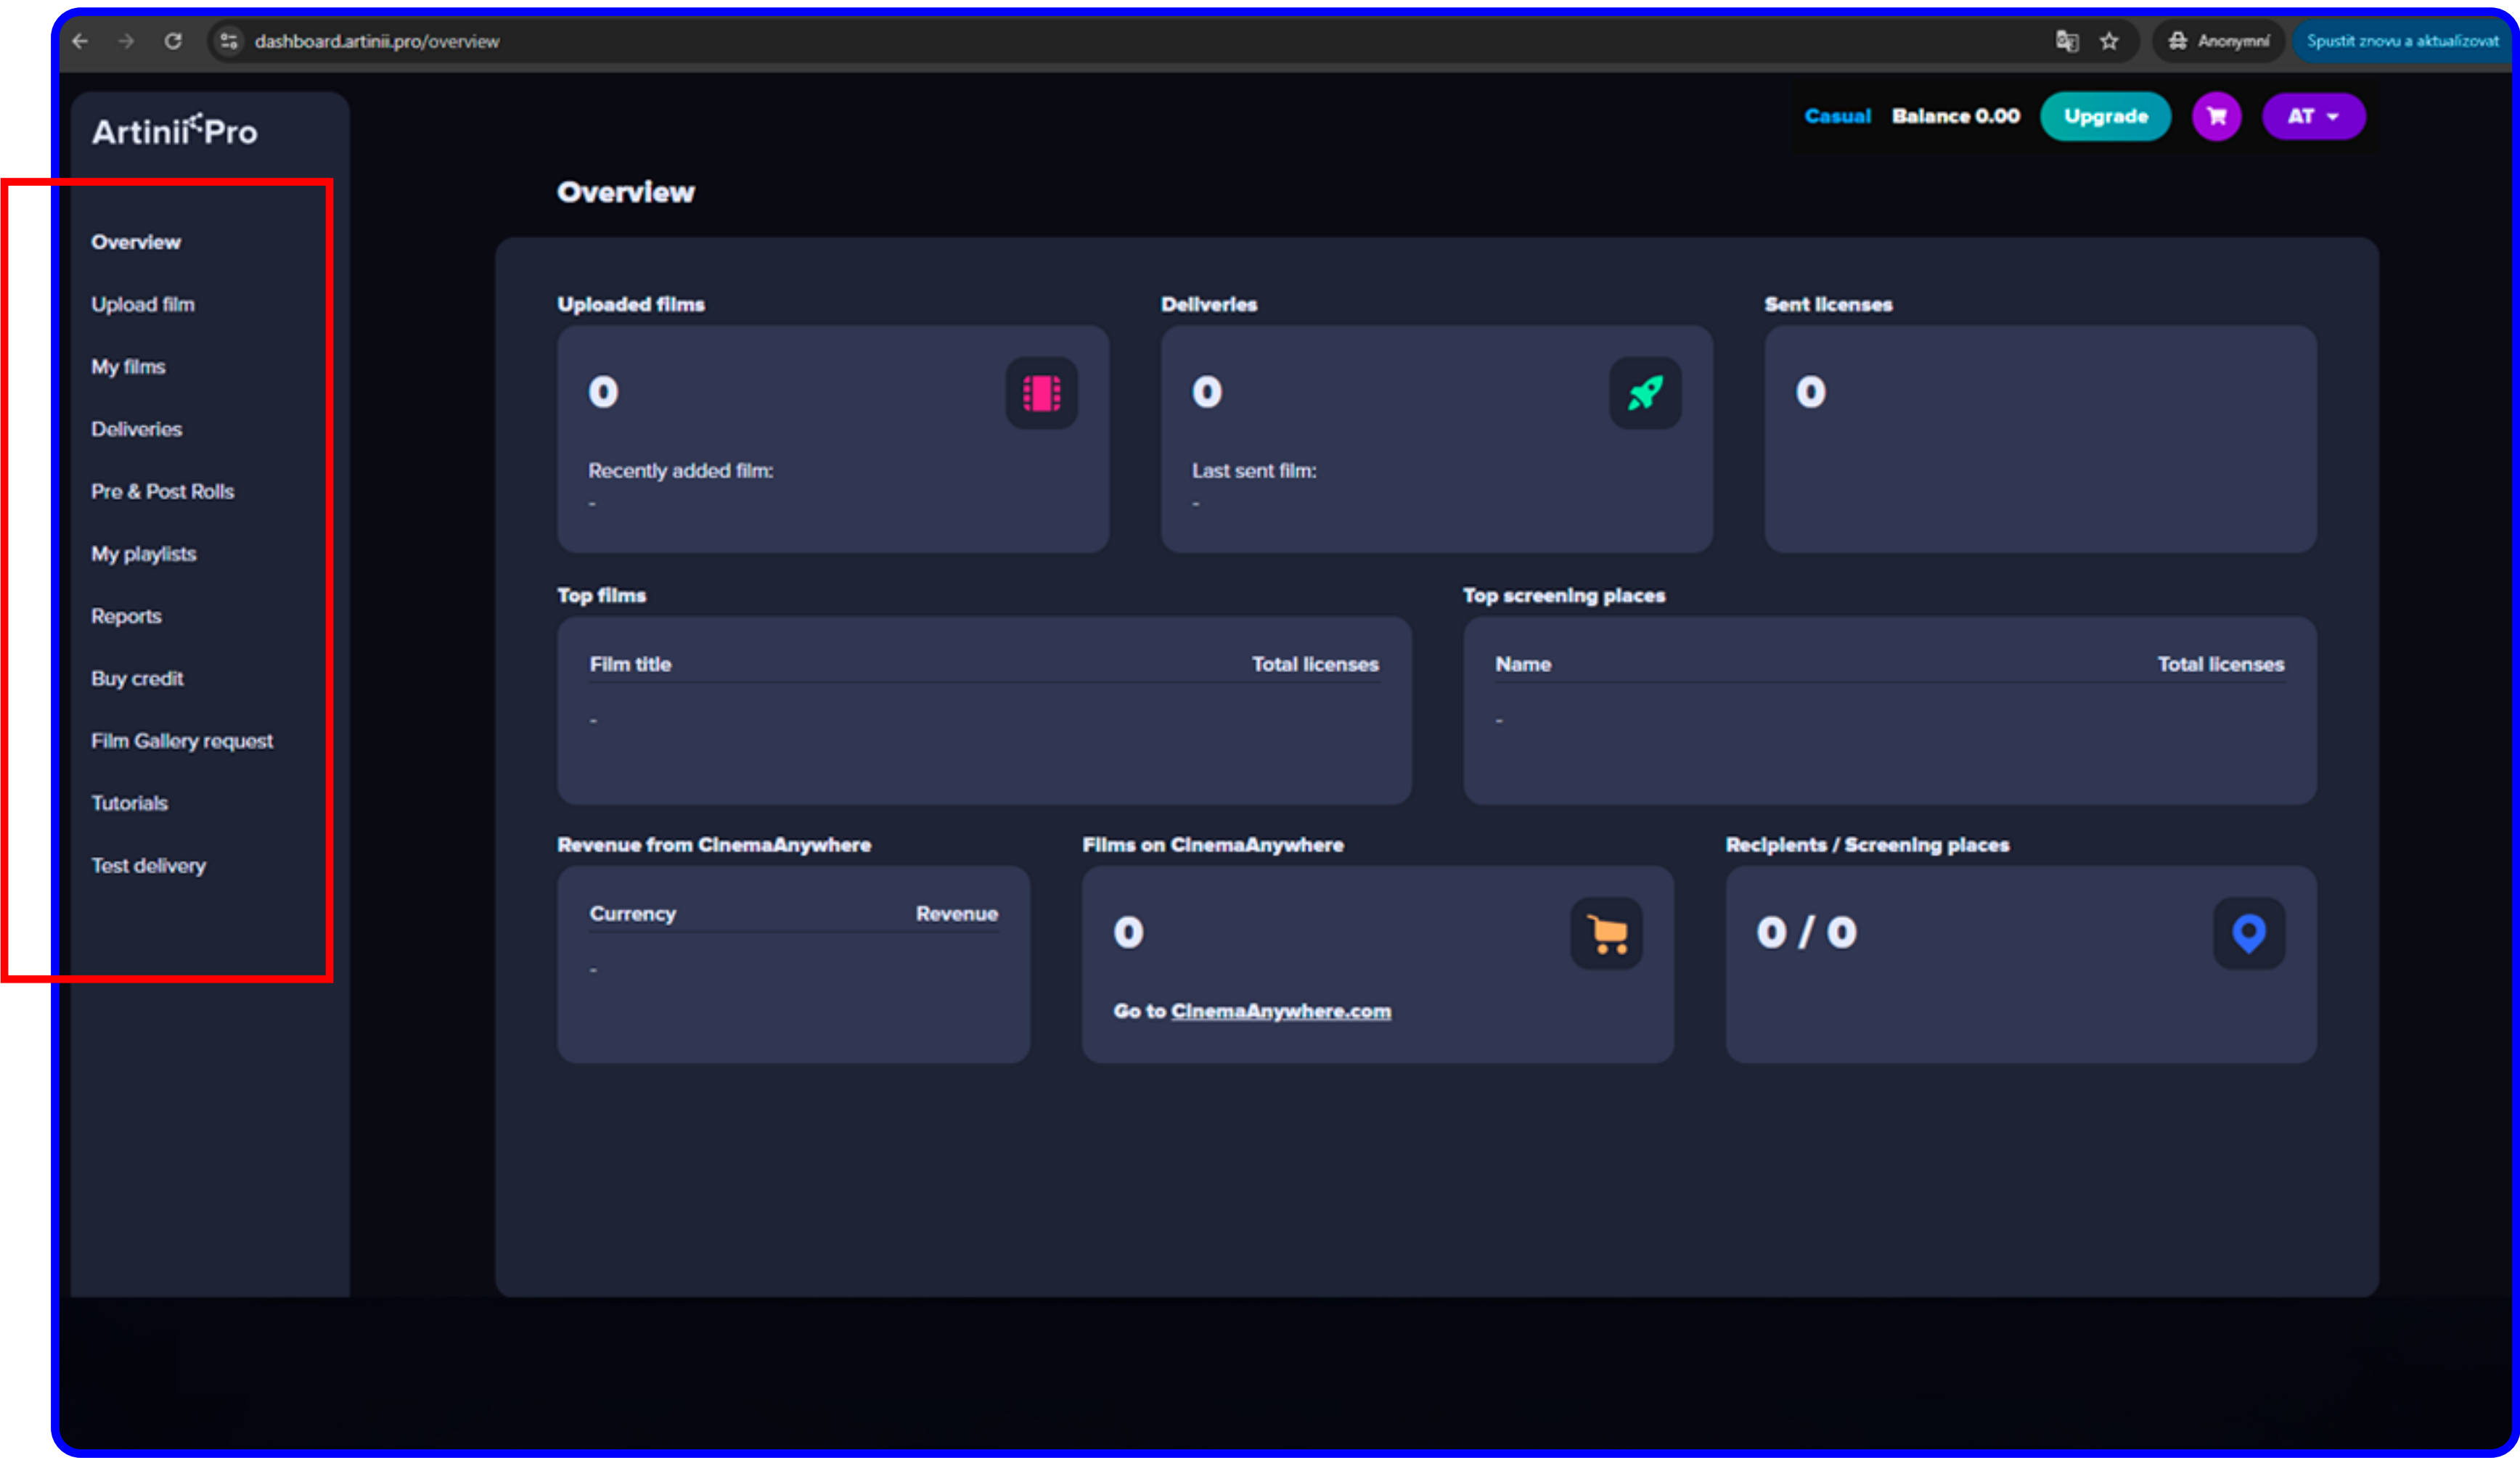 dashboard.artinii.pro/overview
Anonymní
Spustit znovu a aktualizovat
Artinii Pro
Casual
Balance 0.00
Upgrade
AT
Overview
Upload film
My films
Deliveries
Pre & Post Rolls
My playlists
Reports
Buy credit
Film Gallery request
Tutorials
Test delivery
Overview
Uploaded films
0
Recently added film:
-
Deliveries
0
Last sent film:
-
Sent licenses
0
Top films
Film title Total licenses
-
Top screening places
Name Total licenses
-
Revenue from CinemaAnywhere
Currency Revenue
-
Films on CinemaAnywhere
0
Go to CinemaAnywhere.com
Recipients / Screening places
0 / 0